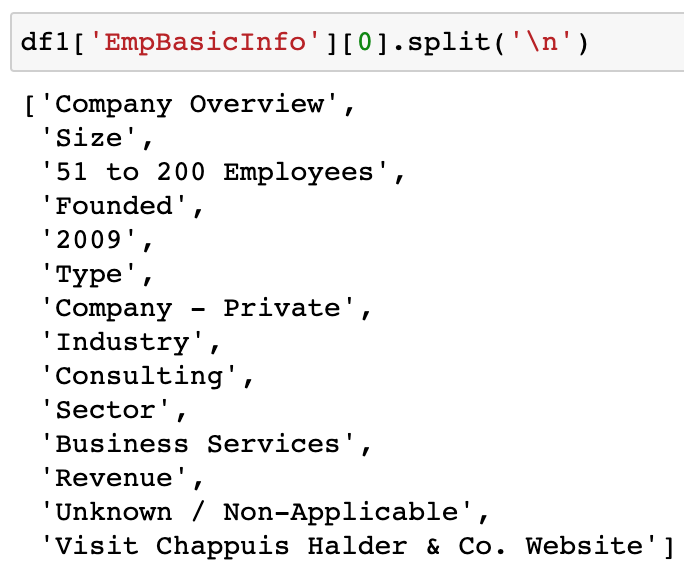 df1['EmpBasicInfo'][0].split('\n')
['Company Overview',
'Size',
'51 to 200 Employees',
'Founded',
'2009',
'Type',
'Company - Private',
'Industry',
'Consulting',
'Sector',
'Business Services',
'Revenue',
'Unknown / Non-Applicable',
'Visit Chappuis Halder & Co. Website']